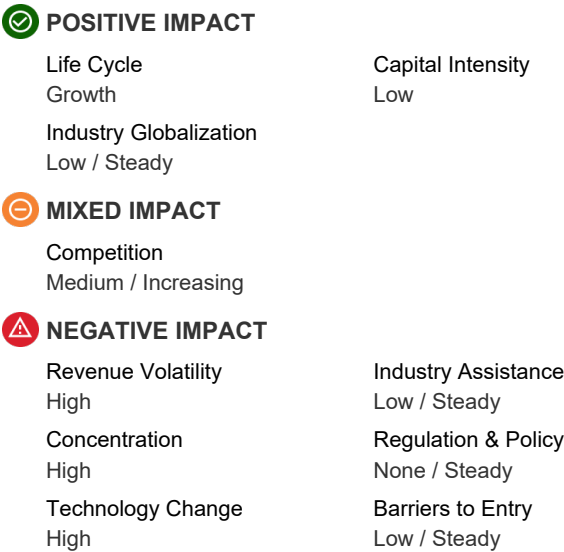 POSITIVE IMPACT
Life Cycle
Growth
Capital Intensity
Low
Industry Globalization
Low / Steady
MIXED IMPACT
Competition
Medium / Increasing
NEGATIVE IMPACT
Revenue Volatility
High
Industry Assistance
Low / Steady
Concentration
High
Regulation & Policy
None / Steady
Technology Change
High
Barriers to Entry
Low / Steady